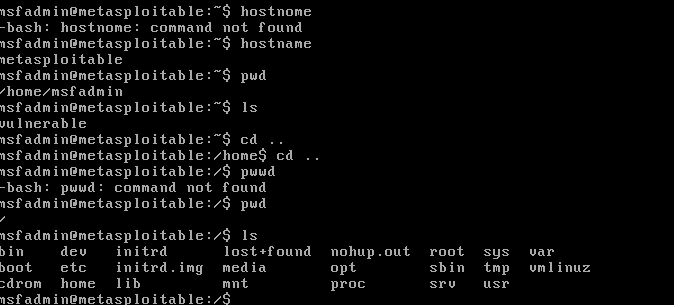 msfadmin@metasploitable:~$ hostnome
-bash: hostnome: command not found
msfadmin@metasploitable:~$ hostname
metasploitable
msfadmin@metasploitable:~$ pwd
/home/msfadmin
msfadmin@metasploitable:~$ ls
vulnerable
msfadmin@metasploitable:~$ cd ..
msfadmin@metasploitable:/home$ cd ..
msfadmin@metasploitable:/$ pwwd
-bash: pwwd: command not found
msfadmin@metasploitable:/$ pwd
/
msfadmin@metasploitable:/$ ls
bin dev initrd lost+found nohup.out root sys var
boot etc initrd.img media opt sbin tmp vmlinuz
cdrom home lib mnt proc srv usr
msfadmin@metasploitable:/$